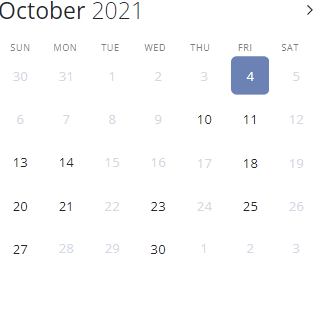 October 2021
SUN MON TUE WED THU FRI SAT
30 31 1 2 3 4 5
6 7 8 9 10 11 12
13 14 15 16 17 18 19
20 21 22 23 24 25 26
27 28 29 30 1 2 3